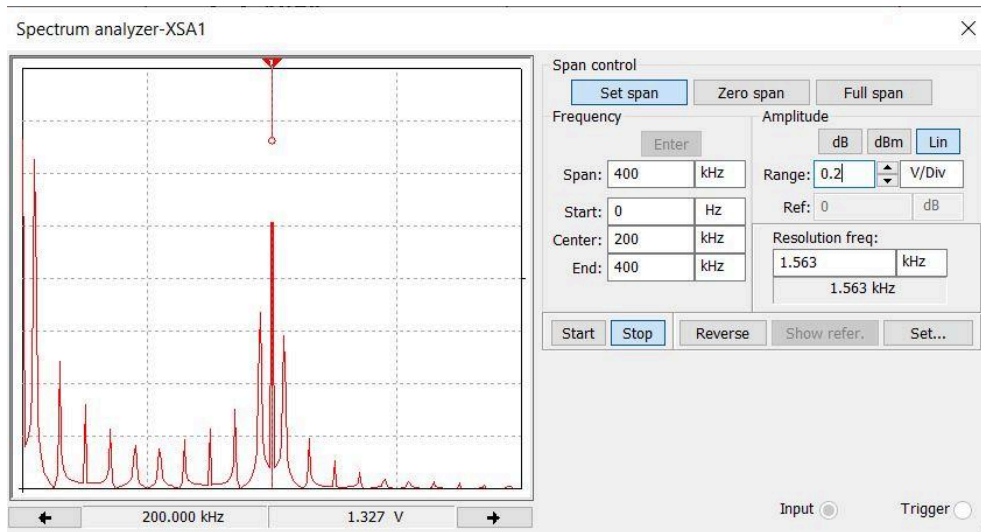 Spectrum analyzer-XSA1
1
Span control
Set span Zero span Full span
Frequency
Enter
Span: 400 kHz
Start: 0 Hz
Center: 200 kHz
End: 400 kHz
Amplitude
dB dBm Lin
Range: 0.2 V/Div
Ref: 0 dB
Resolution freq:
1.563 kHz
1.563 kHz
Start Stop Reverse Show refer. Set...
200.000 kHz 1.327 V
Input Trigger